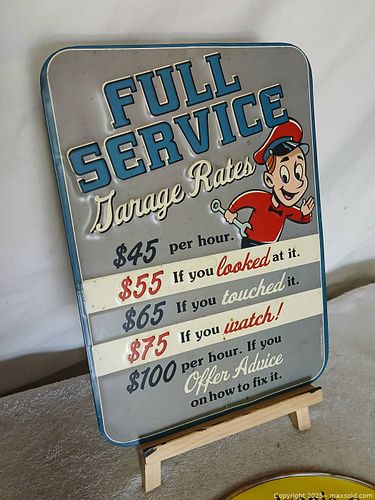 FULL
SERVICE
Garage Rates
$45 per hour.
$55 If you looked at it.
$65 If you touched it.
$75 If you watch!
$100 per hour. If you
Offer Advice
on how to fix it.
Copyright 2025 - maxsold.com